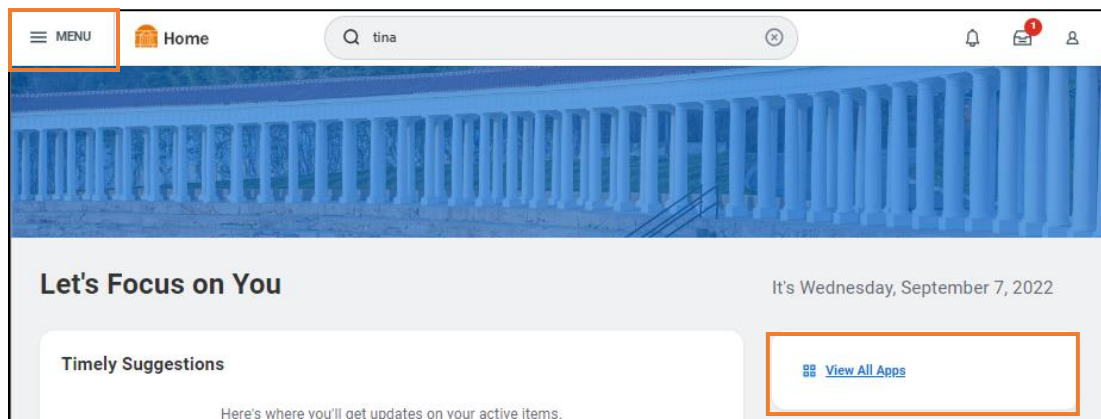 MENU
Home
tina
1
Let's Focus on You
It's Wednesday, September 7, 2022
Timely Suggestions
View All Apps
Here's where you'll get updates on your active items.